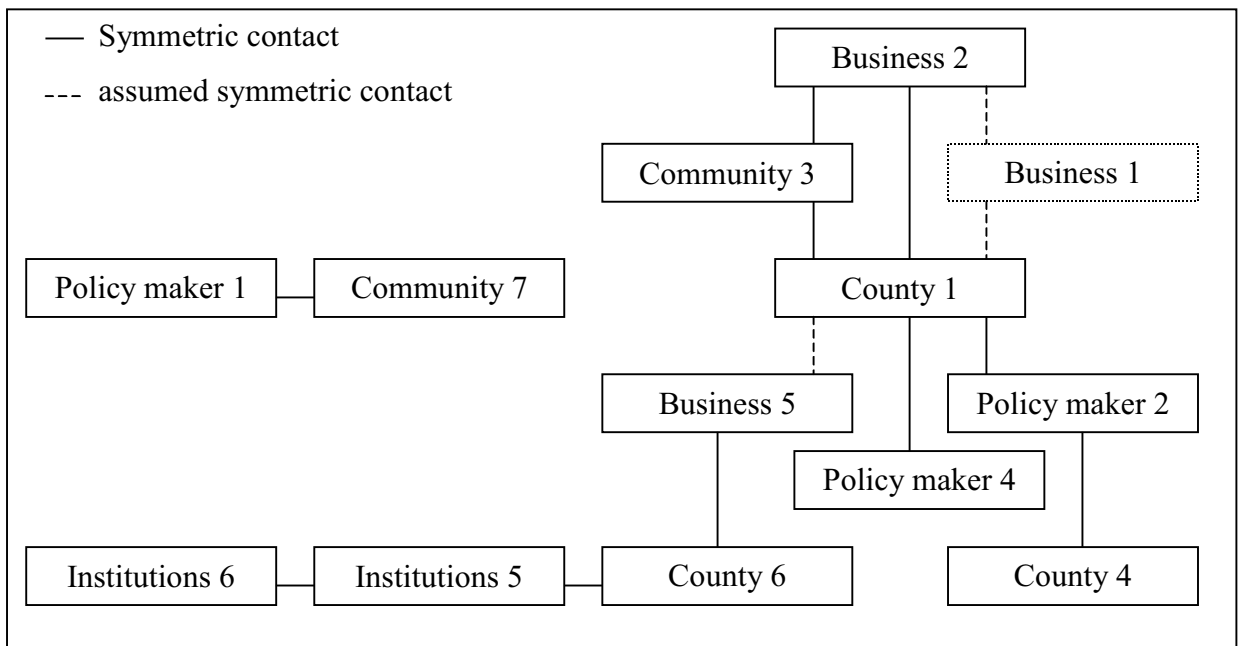 Symmetric contact
assumed symmetric contact
Business 2
Community 3
Business 1
Policy maker 1
Community 7
County 1
Business 5
Policy maker 2
Policy maker 4
Institutions 6
Institutions 5
County 6
County 4